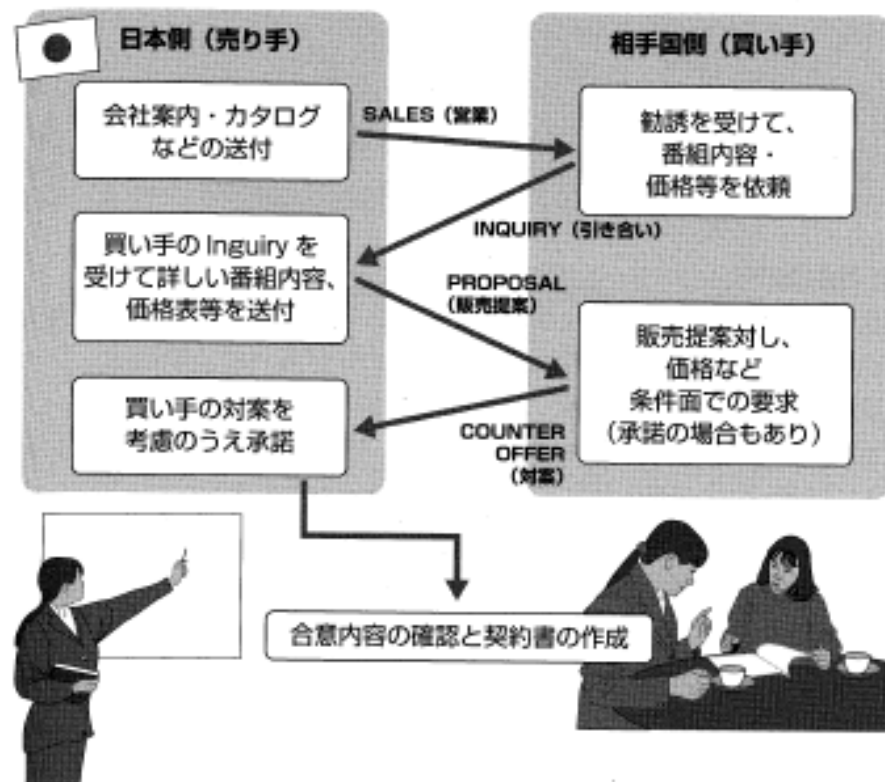 日本側（売り手）
相手国側（買い手）
会社案内・カタログ
などの送付
SALES（営業）
勧誘を受けて、
番組内容・
価格等を依頼
INQUIRY（引き合い）
買い手の Inguiry を
受けて詳しい番組内容、
価格表等を送付
PROPOSAL
（販売提案）
販売提案対し、
価格など
条件面での要求
（承諾の場合もあり）
買い手の対案を
考慮のうえ承諾
COUNTER
OFFER
（対案）
合意内容の確認と契約書の作成